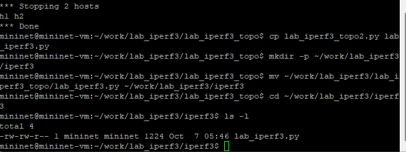 *** Stopping 2 hosts
h1 h2
*** Done
mininet@mininet-vm:~/work/lab_iperf3/lab_iperf3_topo$ cp lab_iperf3_topo2.py lab
_iperf3.py
mininet@mininet-vm:~/work/lab_iperf3/lab_iperf3_topo$ mkdir -p ~/work/lab_iperf3
/iperf3
mininet@mininet-vm:~/work/lab_iperf3/lab_iperf3_topo$ mv ~/work/lab_iperf3/lab_i
perf3_topo/lab_iperf3.py ~/work/lab_iperf3/iperf3
mininet@mininet-vm:~/work/lab_iperf3/lab_iperf3_topo$ cd ~/work/lab_iperf3/iperf
3
mininet@mininet-vm:~/work/lab_iperf3/iperf3$ ls -l
total 4
-rw-rw-r-- 1 mininet mininet 1224 Oct  7 05:46 lab_iperf3.py
mininet@mininet-vm:~/work/lab_iperf3/iperf3$